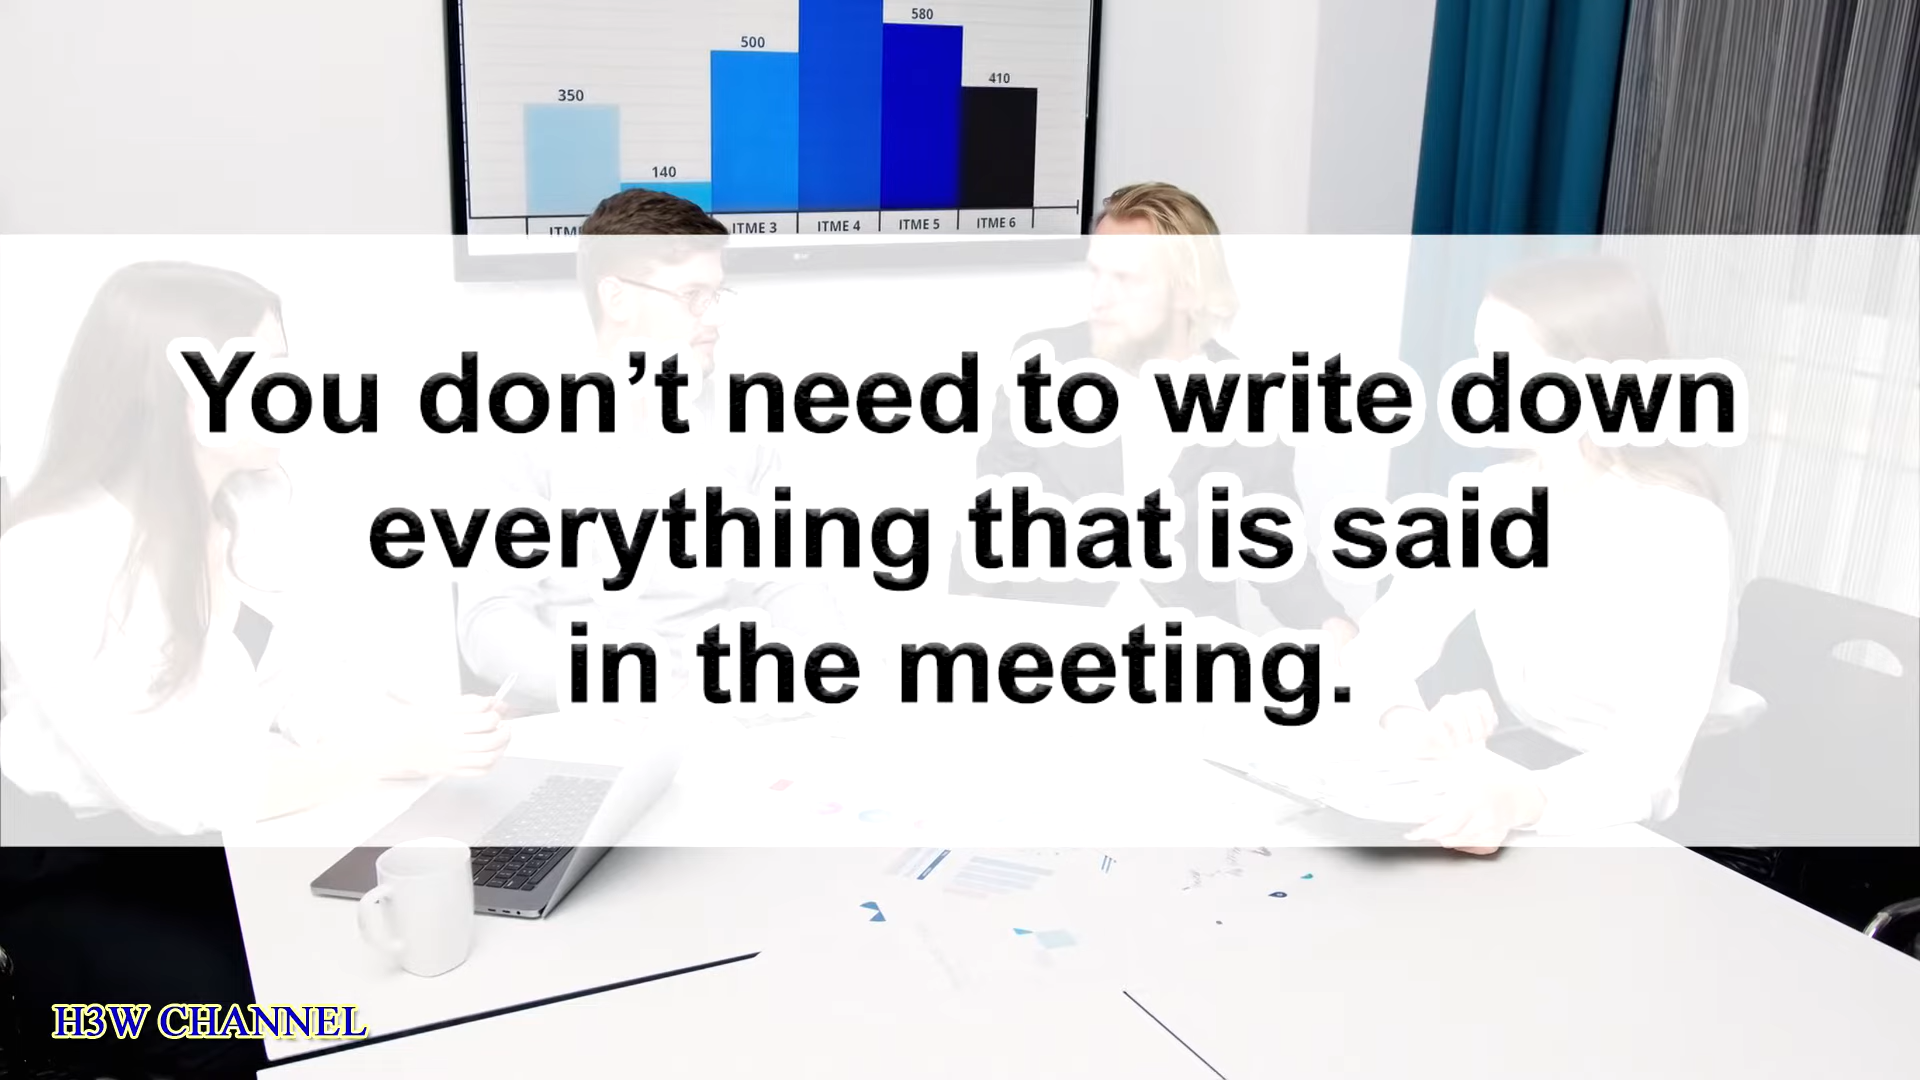 580
500
410
350
140
ITME 3 ITME 4 ITME 5 ITME 6
You don’t need to write down
everything that is said
in the meeting.
H3W CHANNEL